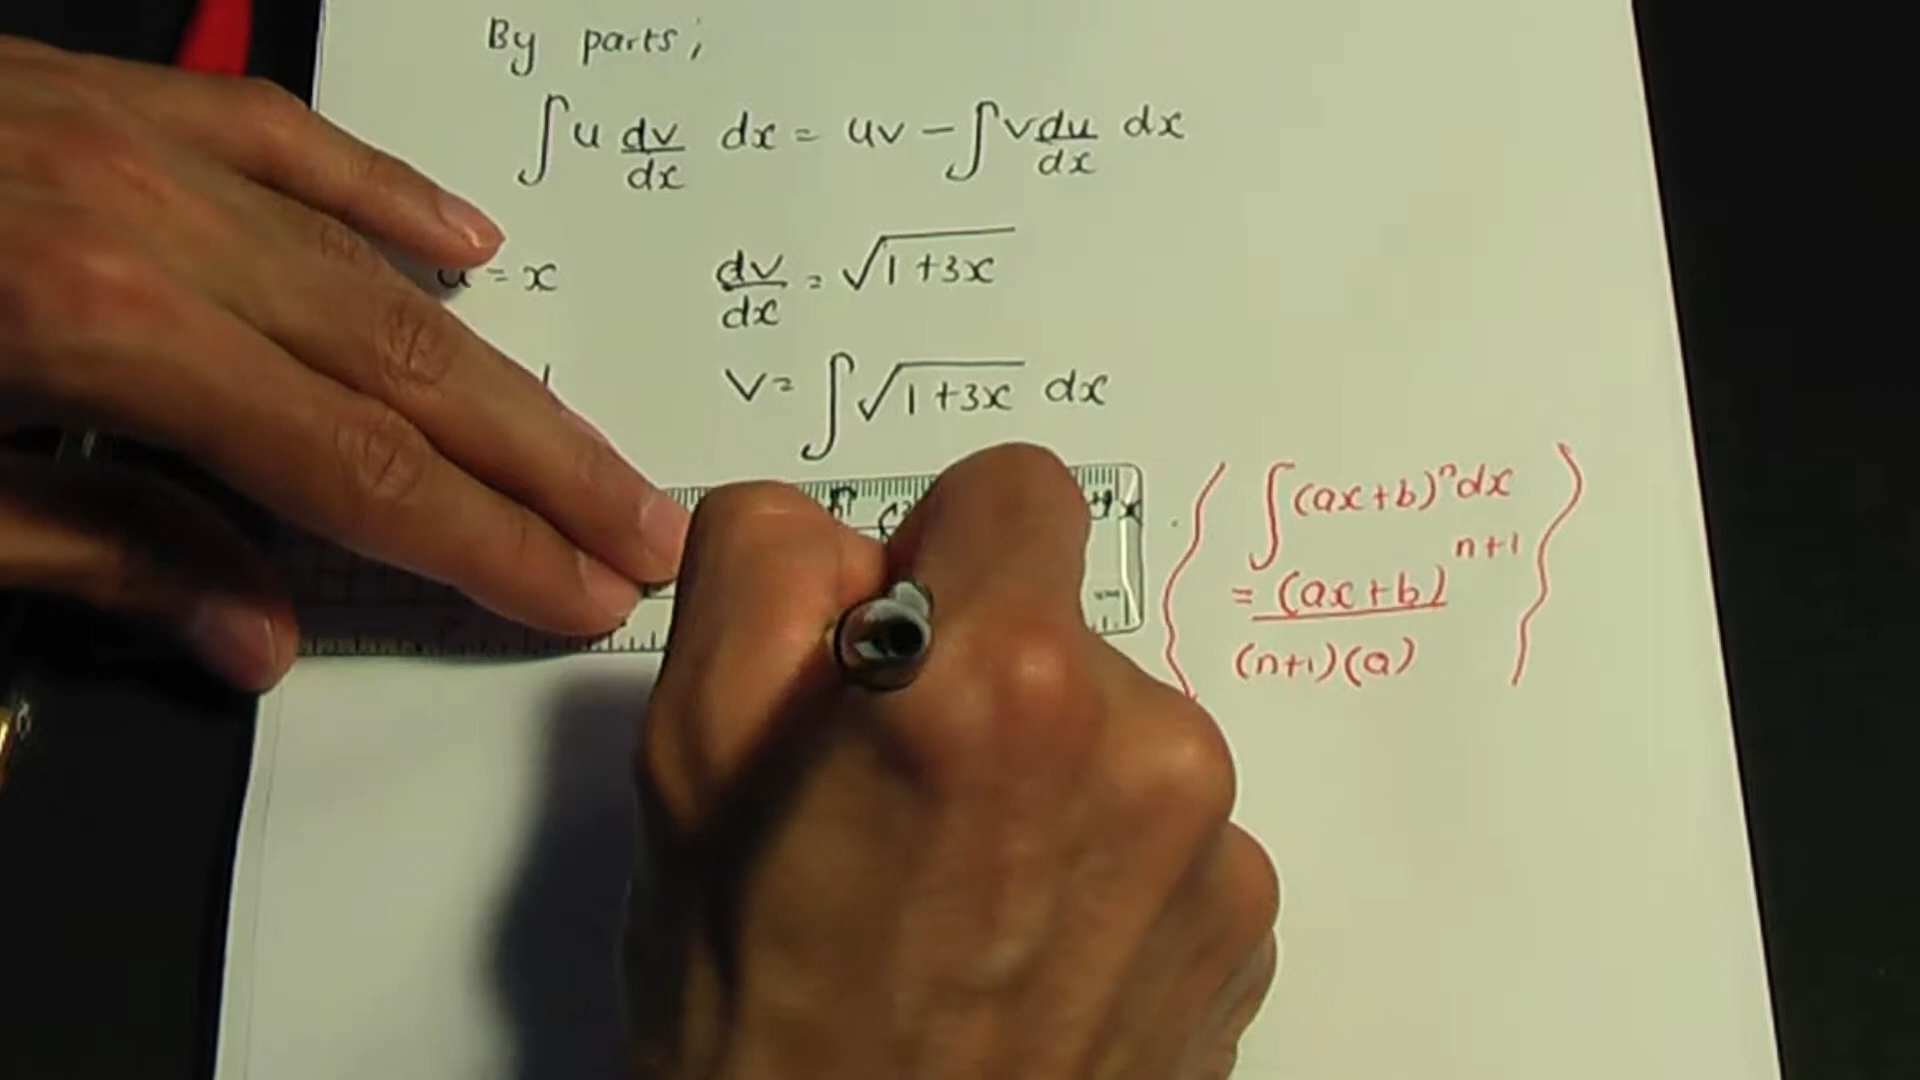 By parts;
∫ u dv/dx dx = uv − ∫ v du/dx dx
u = x
dv/dx = √(1+3x)
v = ∫ √(1+3x) dx
∫ (ax+b)ⁿ dx
= (ax+b)ⁿ⁺¹
(n+1)(a)